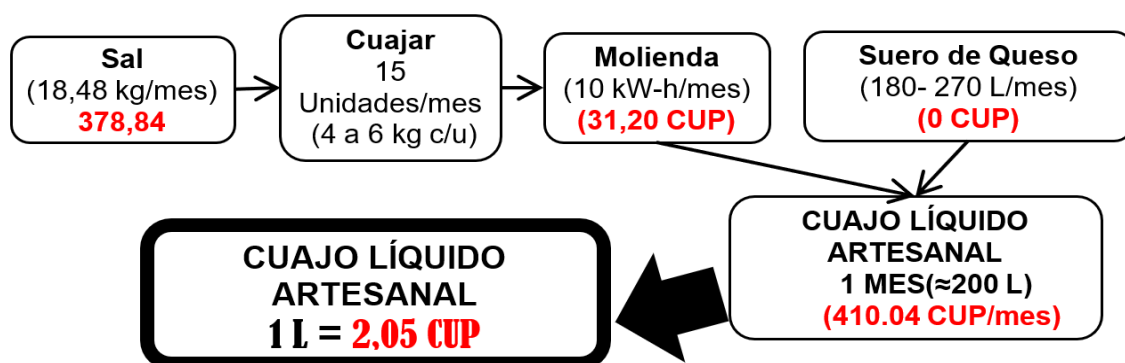 Sal
(18,48 kg/mes)
378,84
Cuajar
15
Unidades/mes
(4 a 6 kg c/u)
Molienda
(10 kW-h/mes)
(31,20 CUP)
Suero de Queso
(180- 270 L/mes)
(0 CUP)
CUAJO LÍQUIDO
ARTESANAL
1 MES(≈200 L)
(410.04 CUP/mes)
CUAJO LÍQUIDO
ARTESANAL
1 L = 2,05 CUP